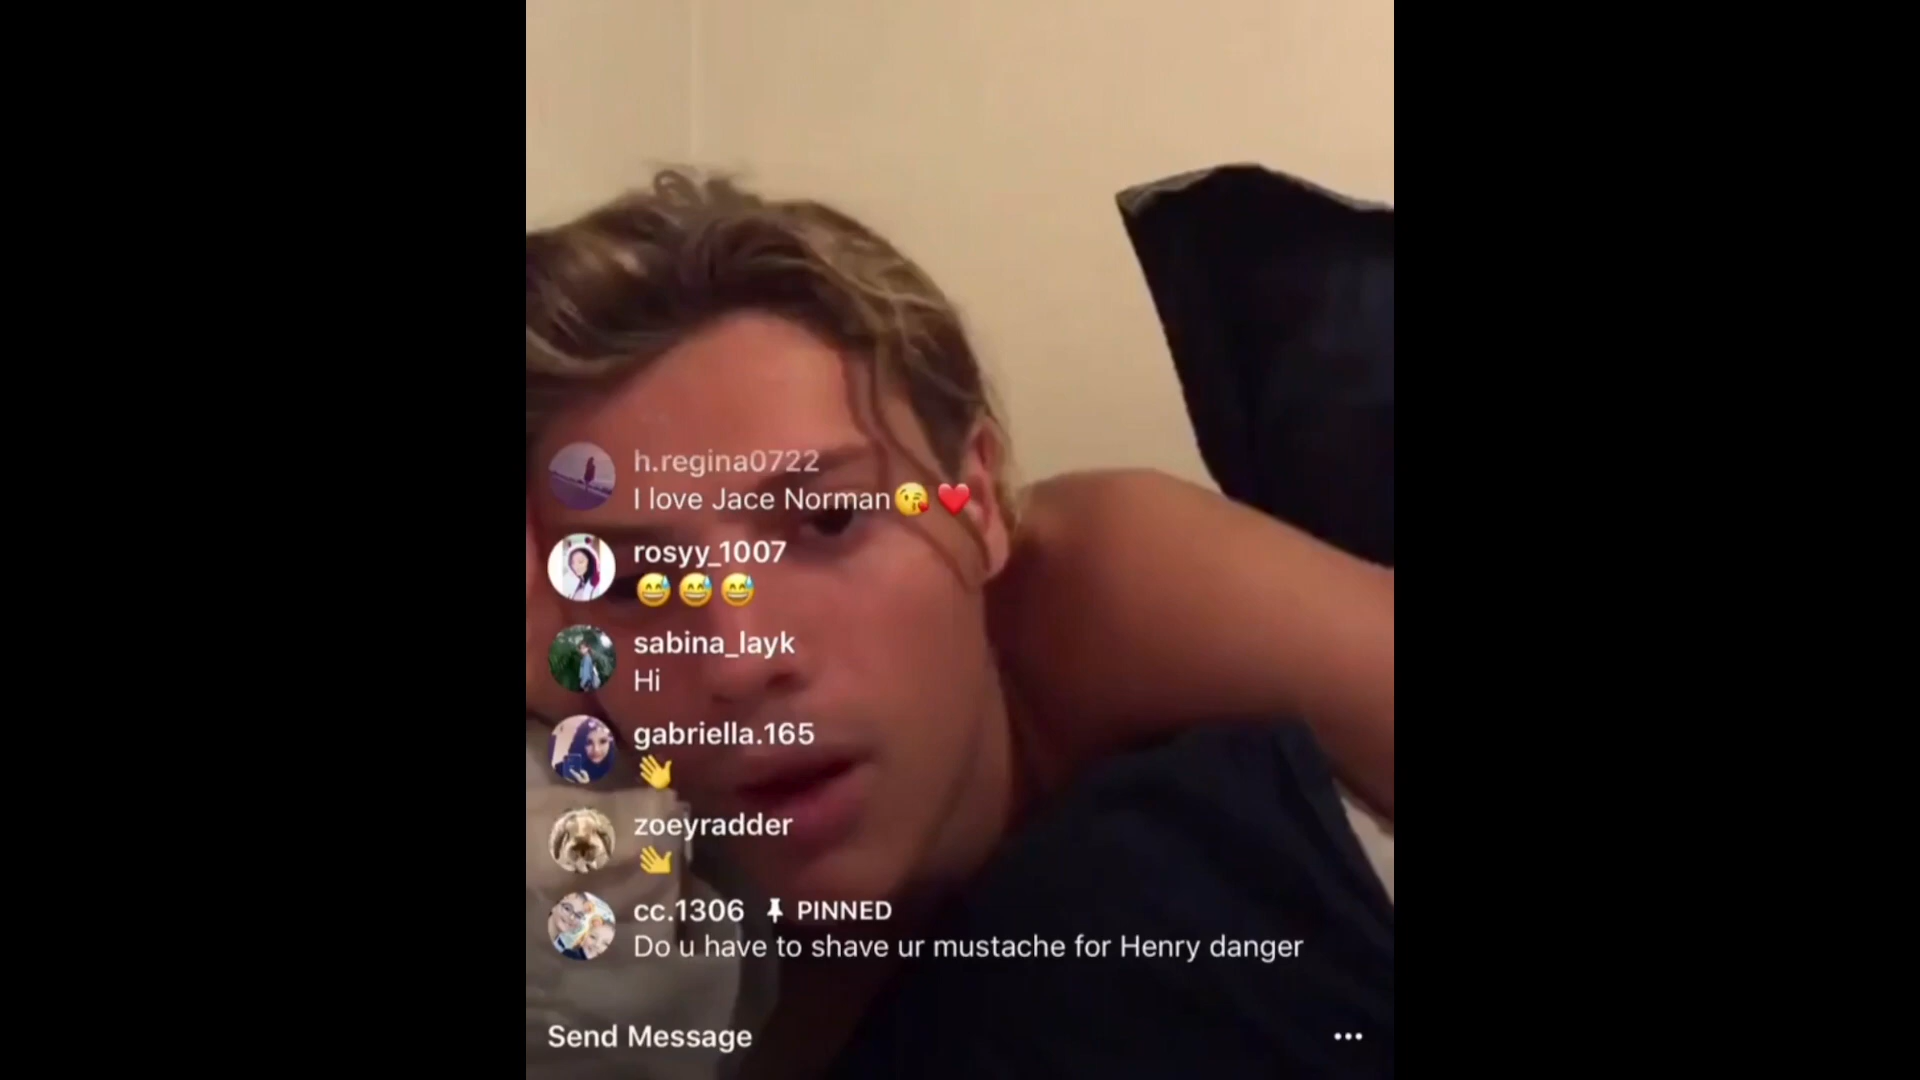 h.regina0722
I love Jace Norman😘❤️
rosyy_1007
😅😅😅
sabina_layk
Hi
gabriella.165
👋
zoeyradder
👋
cc.1306 📌 PINNED
Do u have to shave ur mustache for Henry danger
Send Message